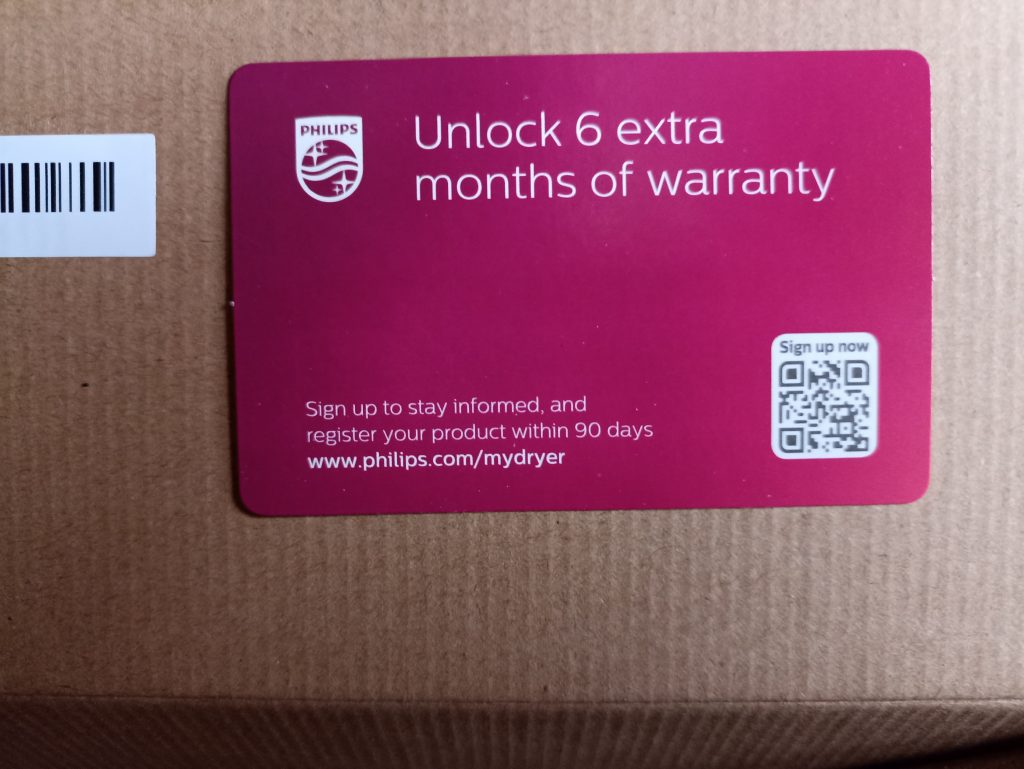 PHILIPS
Unlock 6 extra
months of warranty
Sign up now
Sign up to stay informed, and
register your product within 90 days
www.philips.com/mydryer